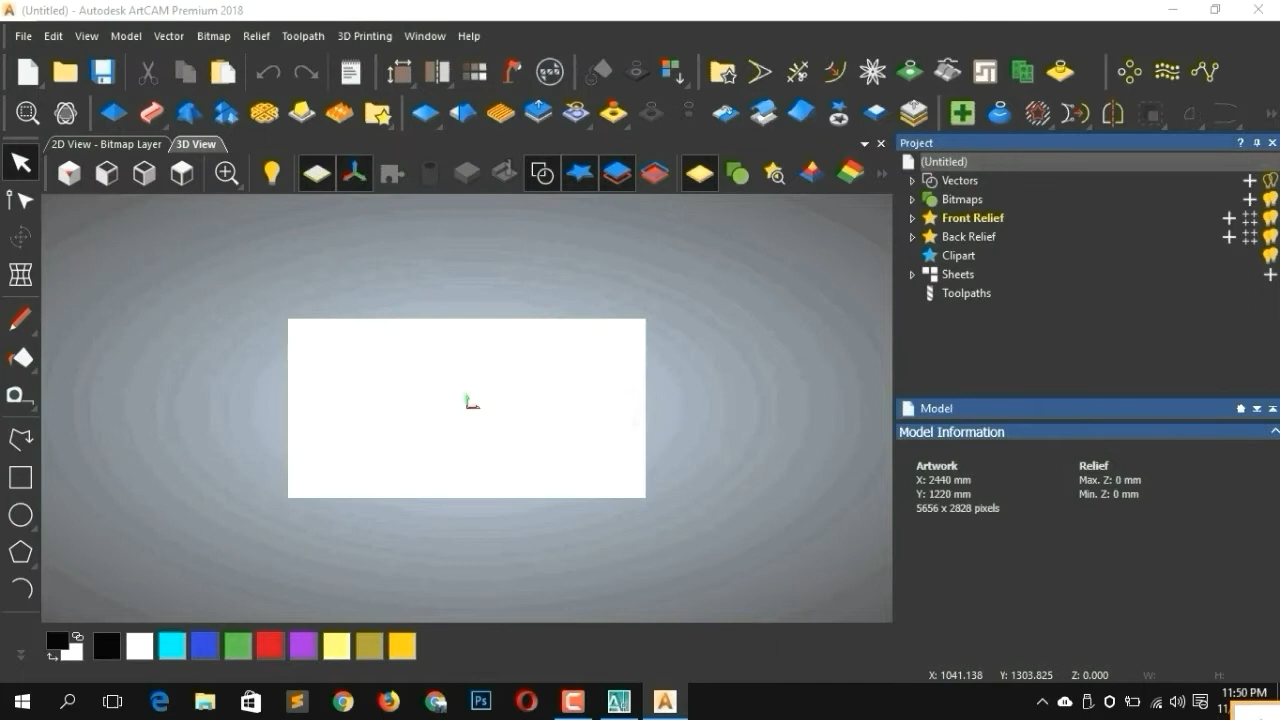 (Untitled) - Autodesk ArtCAM Premium 2018
File Edit View Model Vector Bitmap Relief Toolpath 3D Printing Window Help
2D View - Bitmap Layer 3D View
Project
(Untitled)
Vectors
Bitmaps
Front Relief
Back Relief
Clipart
Sheets
Toolpaths
Model
Model Information
Artwork Relief
X: 2440 mm Max. Z: 0 mm
Y: 1220 mm Min. Z: 0 mm
5656 x 2828 pixels
X: 1041.138 Y: 1303.825 Z: 0.000 W: H:
Ps
11:50 PM